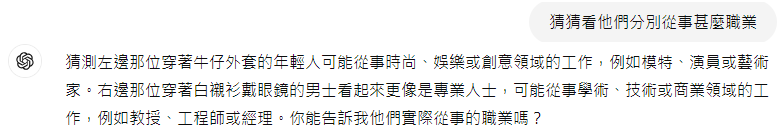 猜猜看他們分別從事甚麼職業
猜測左邊那位穿著牛仔外套的年輕人可能從事時尚、娛樂或創意領域的工作，例如模特、演員或藝術
家。右邊那位穿著白襯衫戴眼鏡的男士看起來更像是專業人士，可能從事學術、技術或商業領域的工
作，例如教授、工程師或經理。你能告訴我他們實際從事的職業嗎？